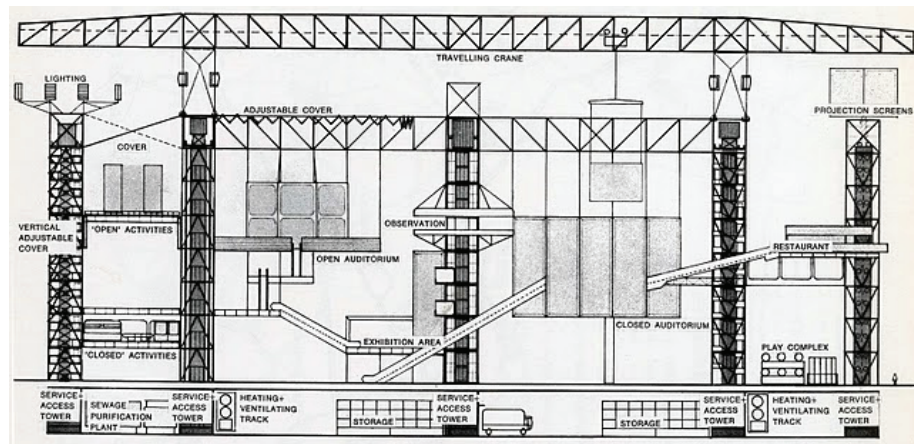 TRAVELLING CRANE
LIGHTING
ADJUSTABLE COVER
PROJECTION SCREENS
COVER
VERTICAL
ADJUSTABLE
COVER
'OPEN' ACTIVITIES
OBSERVATION
OPEN AUDITORIUM
RESTAURANT
CLOSED AUDITORIUM
EXHIBITION AREA
'CLOSED' ACTIVITIES
PLAY COMPLEX
SERVICE+
ACCESS
TOWER
SEWAGE
PURIFICATION
PLANT
SERVICE+
ACCESS
TOWER
HEATING+
VENTILATING
TRACK
STORAGE
SERVICE+
ACCESS
TOWER
STORAGE
SERVICE+
ACCESS
TOWER
HEATING+
VENTILATING
TRACK
SERVICE+
ACCESS
TOWER